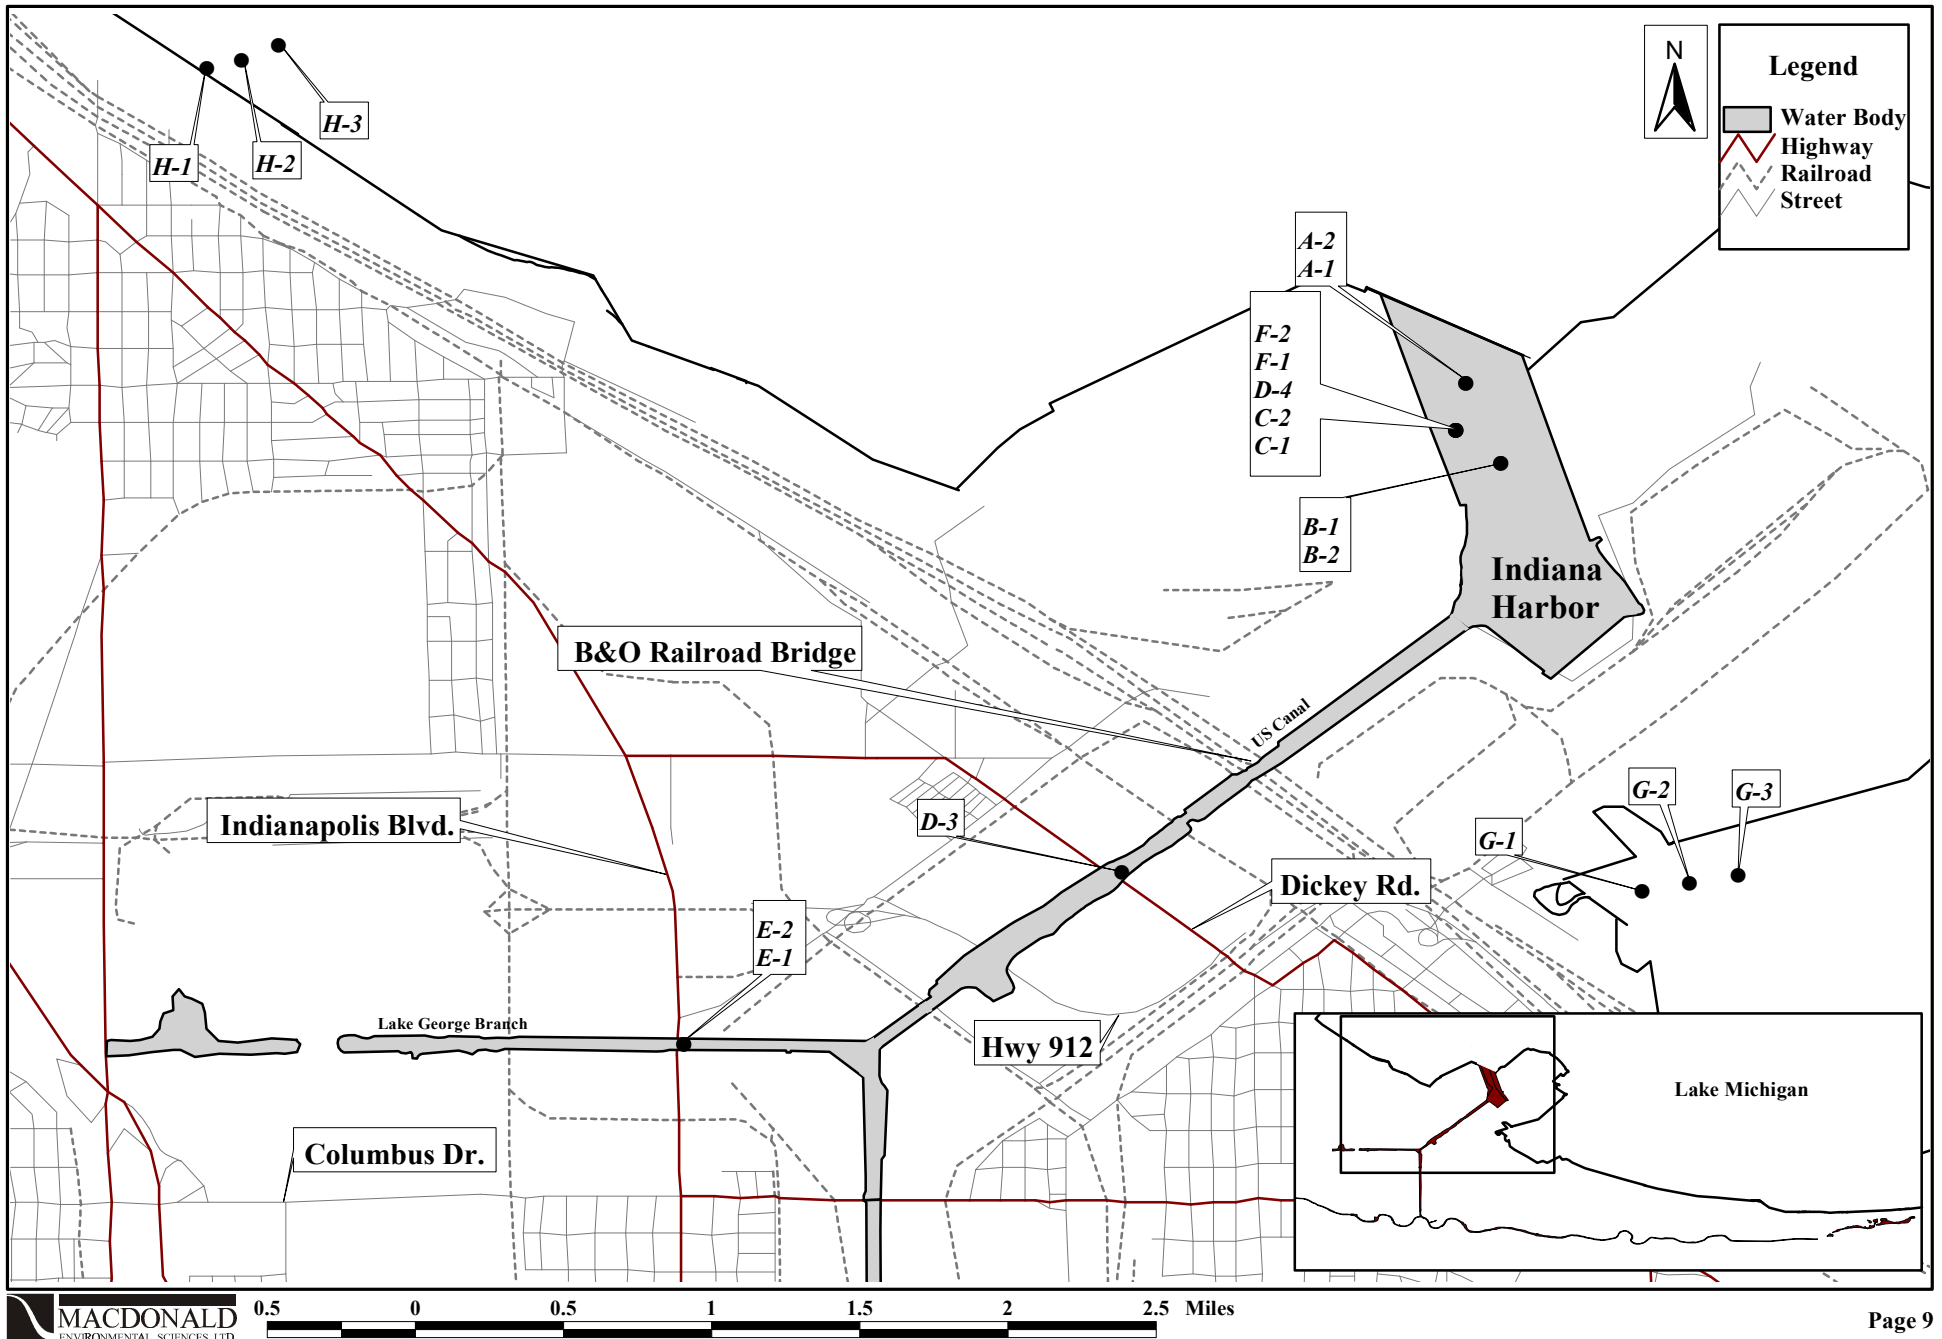 H-3
H-1
H-2
N
Legend
Water Body
Highway
Railroad
Street
A-2
A-1
F-2
F-1
D-4
C-2
C-1
B-1
B-2
Indiana
Harbor
B&O Railroad Bridge
US Canal
Indianapolis Blvd.
D-3
G-1
G-2
G-3
Dickey Rd.
E-2
E-1
Lake George Branch
Hwy 912
Columbus Dr.
Lake Michigan
MACDONALD
ENVIRONMENTAL SCIENCES LTD.
0.5 0 0.5 1 1.5 2 2.5 Miles
Page 9